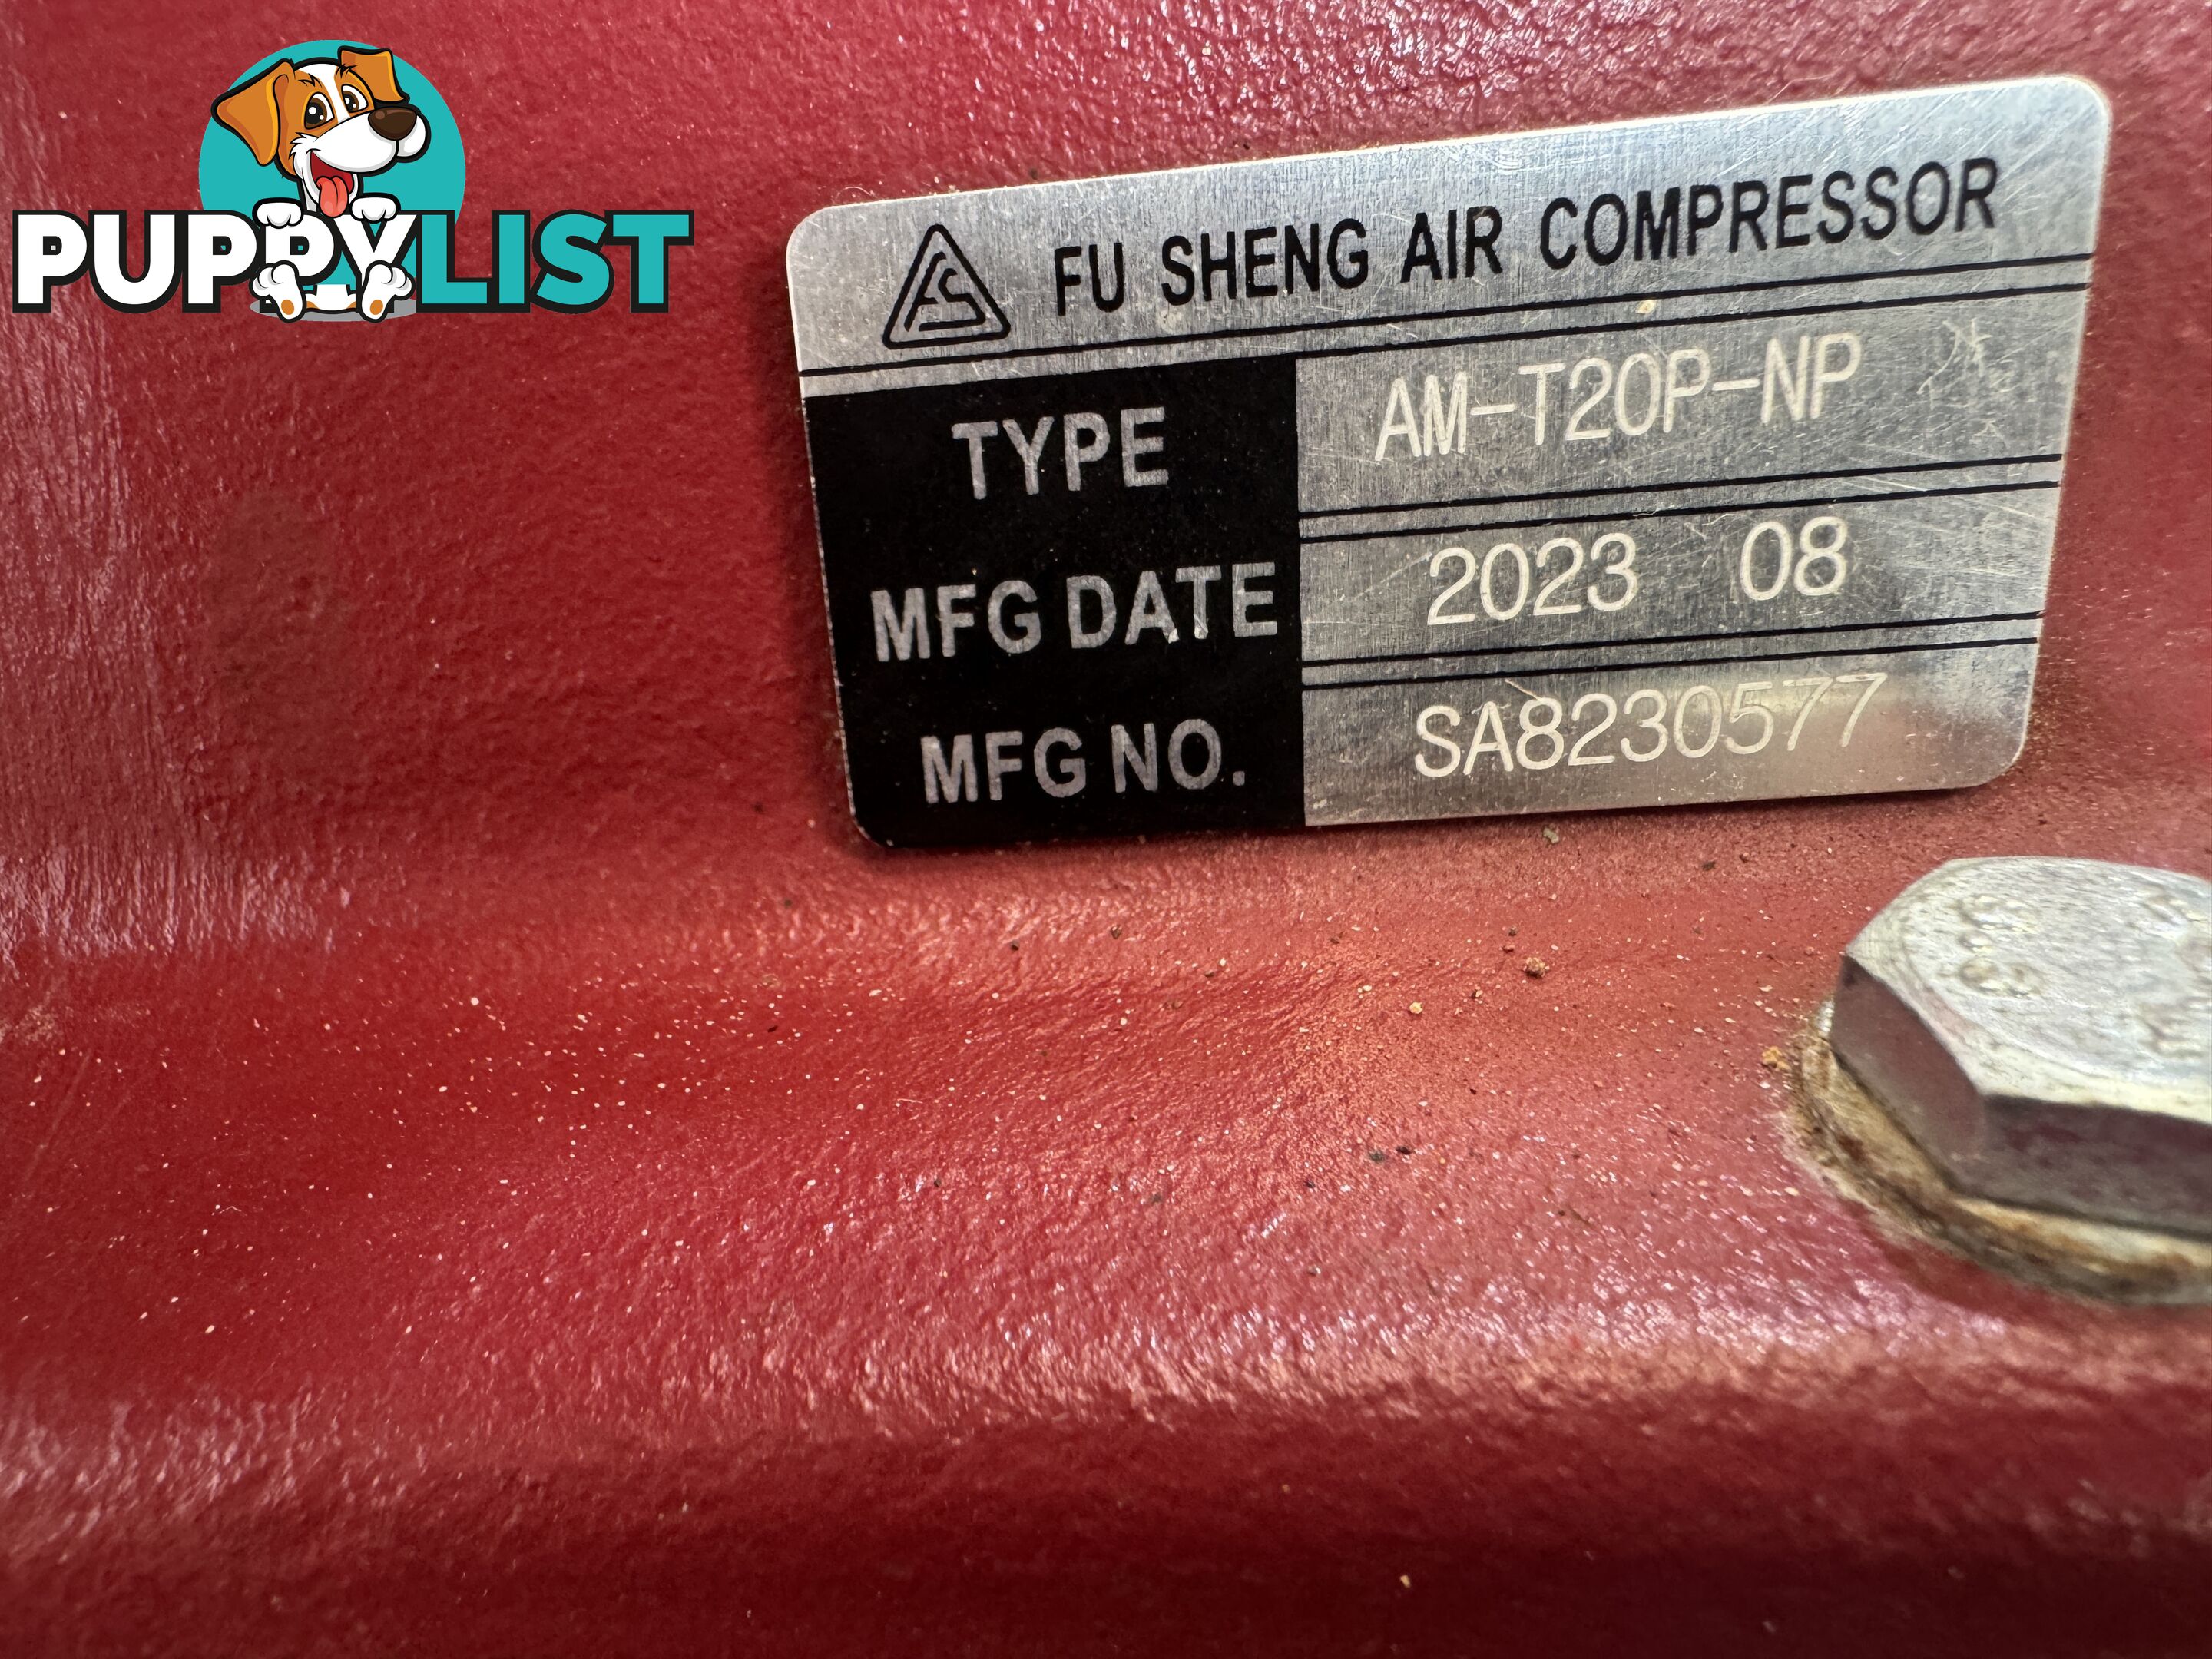 PUPPYLIST
FU SHENG AIR COMPRESSOR
TYPE AM-T20P-NP
MFG DATE 2023 08
MFG NO. SA8230577